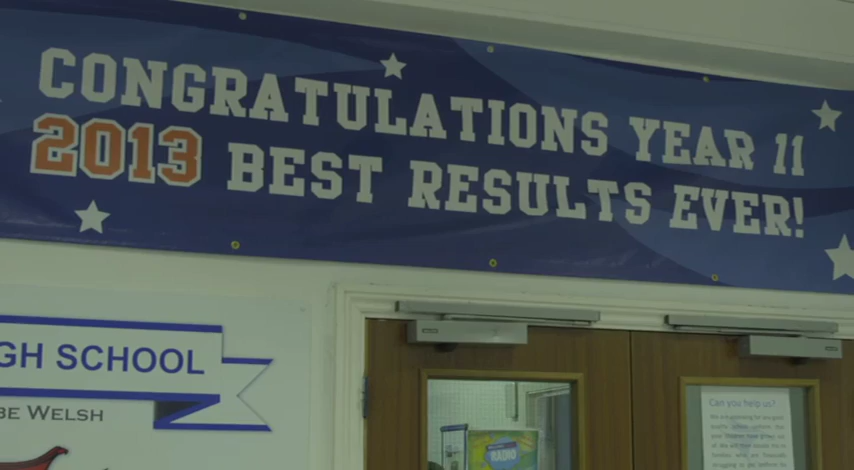 CONGRATULATIONS YEAR 11
2013 BEST RESULTS EVER!
GH SCHOOL
BE WELSH
RADIO
Can you help us?